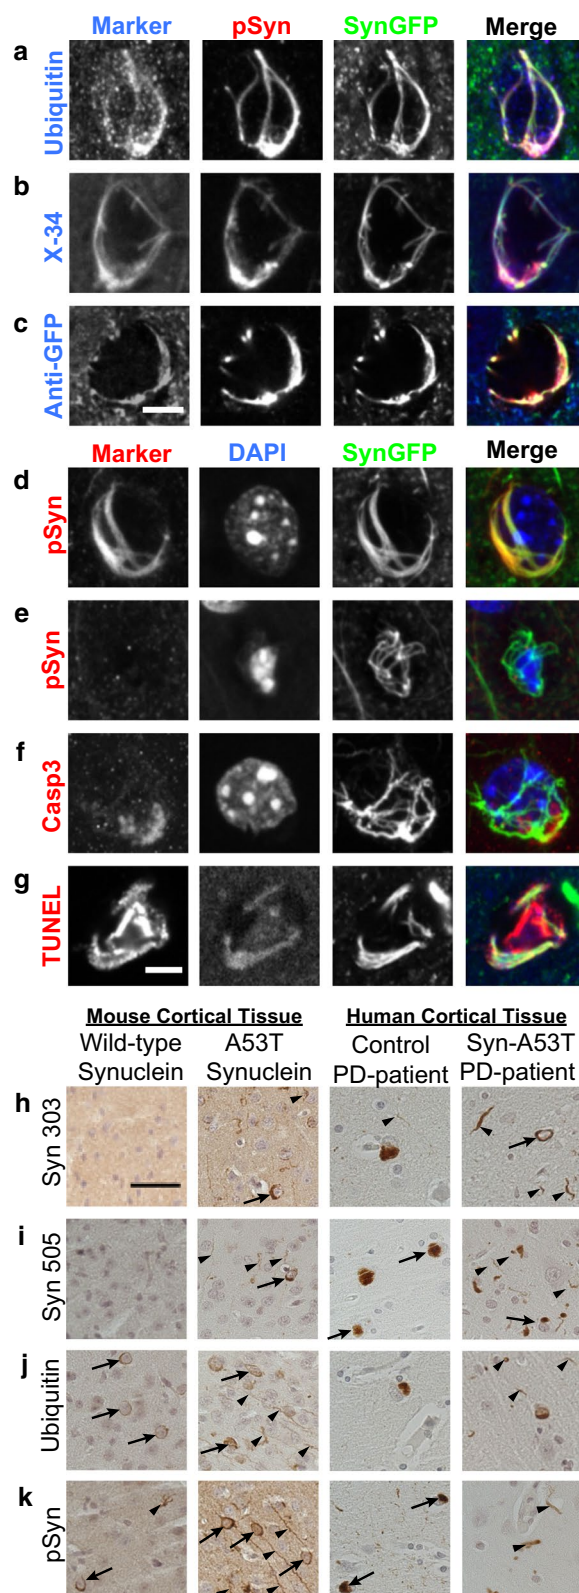 Marker pSyn SynGFP Merge
a Ubiquitin
b X-34
c Anti-GFP
Marker DAPI SynGFP Merge
d pSyn
e pSyn
f Casp3
g TUNEL
Mouse Cortical Tissue Human Cortical Tissue
Wild-type A53T Control Syn-A53T
Synuclein Synuclein PD-patient PD-patient
h Syn 303
i Syn 505
j Ubiquitin
k pSyn